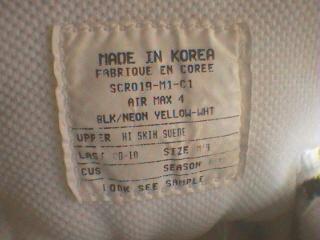 MADE IN KOREA
FABRIQUE EN COREE
SCR019-M1-C1
AIR MAX 4
BLK/NEON YELLOW-WHT
UPPER HI SKIN SUEDE
LAST SIZE
CUS SEASON
LOOK SEE SAMPLE